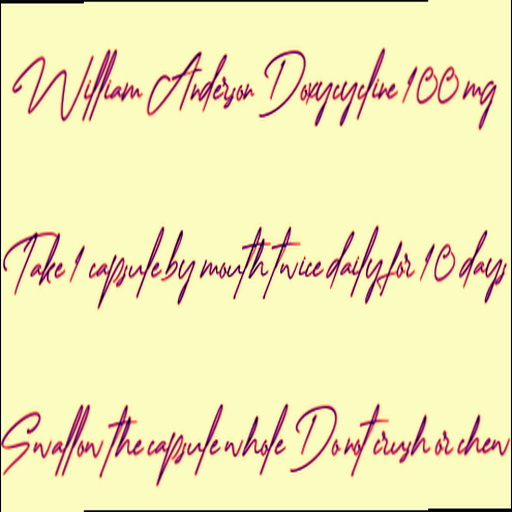 William Anderson Doxycycline 100 mg
Take 1 capsule by mouth twice daily for 10 days
Swallow the capsule whole Do not crush or chew